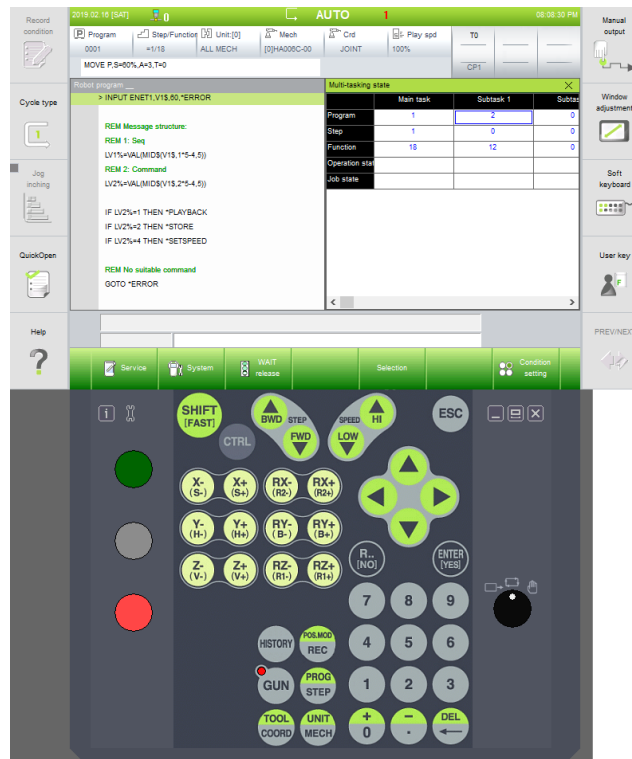 Record
condition
2019.02.16 [SAT]
0
AUTO
1
08:08:30 PM
Manual
output
P Program
0001
Step/Function
=1/18
Unit:[0]
ALL MECH
Mech
[0]HA006C-00
Crd
JOINT
Play spd
100%
T0
CP1
MOVE P,S=60%,A=3,T=0
Cycle type
1
Jog
inching
QuickOpen
Help
?
Robot program __
> INPUT ENET1,V1$,60,*ERROR
REM Message structure:
REM 1: Seq
LV1%=VAL(MID$(V1$,1*5-4,5))
REM 2: Command
LV2%=VAL(MID$(V1$,2*5-4,5))
IF LV2%=1 THEN *PLAYBACK
IF LV2%=2 THEN *STORE
IF LV2%=4 THEN *SETSPEED
REM No suitable command
GOTO *ERROR
Multi-tasking state
Main task Subtask 1 Subtas
Program 1 2 0
Step 1 0 0
Function 18 12 0
Operation stat
Job state
Window
adjustment
Soft
keyboard
User key
F
PREV/NEX
Service
System
WAIT
release
Selection
Condition
setting
i
SHIFT
[FAST]
CTRL
BWD STEP
FWD
SPEED HI
LOW
ESC
X-
(S-)
X+
(S+)
RX-
(R2-)
RX+
(R2+)
Y-
(H-)
Y+
(H+)
RY-
(B-)
RY+
(B+)
Z-
(V-)
Z+
(V+)
RZ-
(R1-)
RZ+
(R1+)
R..
[NO]
ENTER
[YES]
7 8 9
HISTORY
POS.MOD
REC
4 5 6
GUN
PROG
STEP
1 2 3
TOOL
COORD
UNIT
MECH
+
0
-
.
DEL